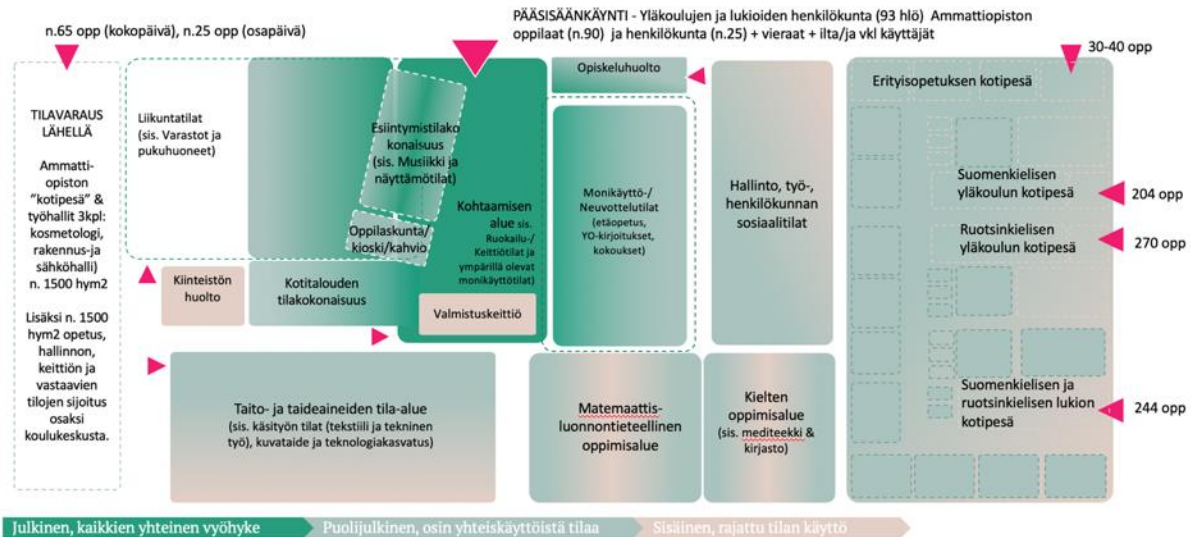 n.65 opp (kokopäivä), n.25 opp (osapäivä)
PÄÄSISÄÄNKÄYNTI - Yläkoulujen ja lukioiden henkilökunta (93 hlö) Ammattiopiston
oppilaat (n.90) ja henkilökunta (n.25) + vieraat + ilta/ja vkl käyttäjät
30-40 opp
TILAVARAUS
LÄHELLÄ
Ammatti-
opiston
"kotipesä" &
työhallit 3kpl:
kosmetologi,
rakennus-ja
sähköhalli)
n. 1500 hym2
Lisäksi n. 1500
hym2 opetus,
hallinnon,
keittiön ja
vastaavien
tilojen sijoitus
osaksi
koulukeskusta.
Liikuntatilat
(sis. Varastot ja
pukuhuoneet)
Esiintymistilako
konaisuus
(sis. Musiikki ja
näyttämötilat)
Oppilaskunta/
kioski/kahvio
Kohtaamisen
alue sis.
Ruokailu-/
Keittiötilat ja
ympärillä olevat
monikäyttötilat)
Valmistuskeittiö
Kiinteistön
huolto
Kotitalouden
tilakokonaisuus
Opiskeluhuolto
Monikäyttö-/
Neuvottelutilat
(etäopetus,
YO-kirjoitukset,
kokoukset)
Hallinto, työ-,
henkilökunnan
sosiaalitilat
Erityisopetuksen kotipesä
Suomenkielisen
yläkoulun kotipesä
204 opp
Ruotsinkielisen
yläkoulun kotipesä
270 opp
Suomenkielisen ja
ruotsinkielisen lukion
kotipesä
244 opp
Taito- ja taideaineiden tila-alue
(sis. käsityön tilat (tekstiili ja tekninen
työ), kuvataide ja teknologiakasvatus)
Matemaattis-
luonnontieteellinen
oppimisalue
Kielten
oppimisalue
(sis. mediteekki &
kirjasto)
Julkinen, kaikkien yhteinen vyöhyke
Puolijulkinen, osin yhteiskäyttöistä tilaa
Sisäinen, rajattu tilan käyttö